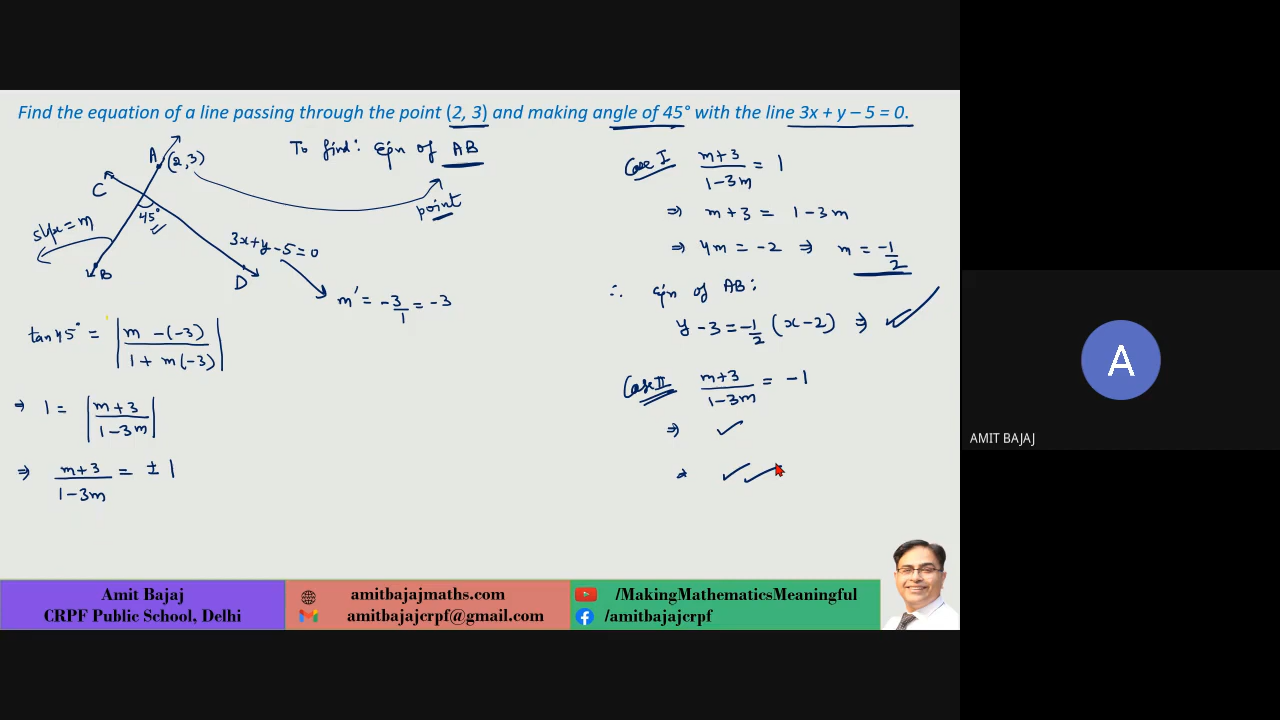 Find the equation of a line passing through the point (2, 3) and making angle of 45° with the line 3x + y – 5 = 0.
To find: Eqn of AB
A (2,3)
C
45°
point
slope = m
3x+y-5=0
B
D
m' = -3/1 = -3
tan 45° = |m -(-3) / 1 + m(-3)|
⇒ 1 = |m+3 / 1-3m|
⇒ m+3 / 1-3m = ± 1
Case I m+3 / 1-3m = 1
⇒ m+3 = 1-3m
⇒ 4m = -2 ⇒ m = -1/2
∴ Eqn of AB:
y-3 = -1/2 (x-2) ⇒
Case II m+3 / 1-3m = -1
⇒
A
AMIT BAJAJ
Amit Bajaj
CRPF Public School, Delhi
amitbajajmaths.com
amitbajajcrpf@gmail.com
/MakingMathematicsMeaningful
/amitbajajcrpf